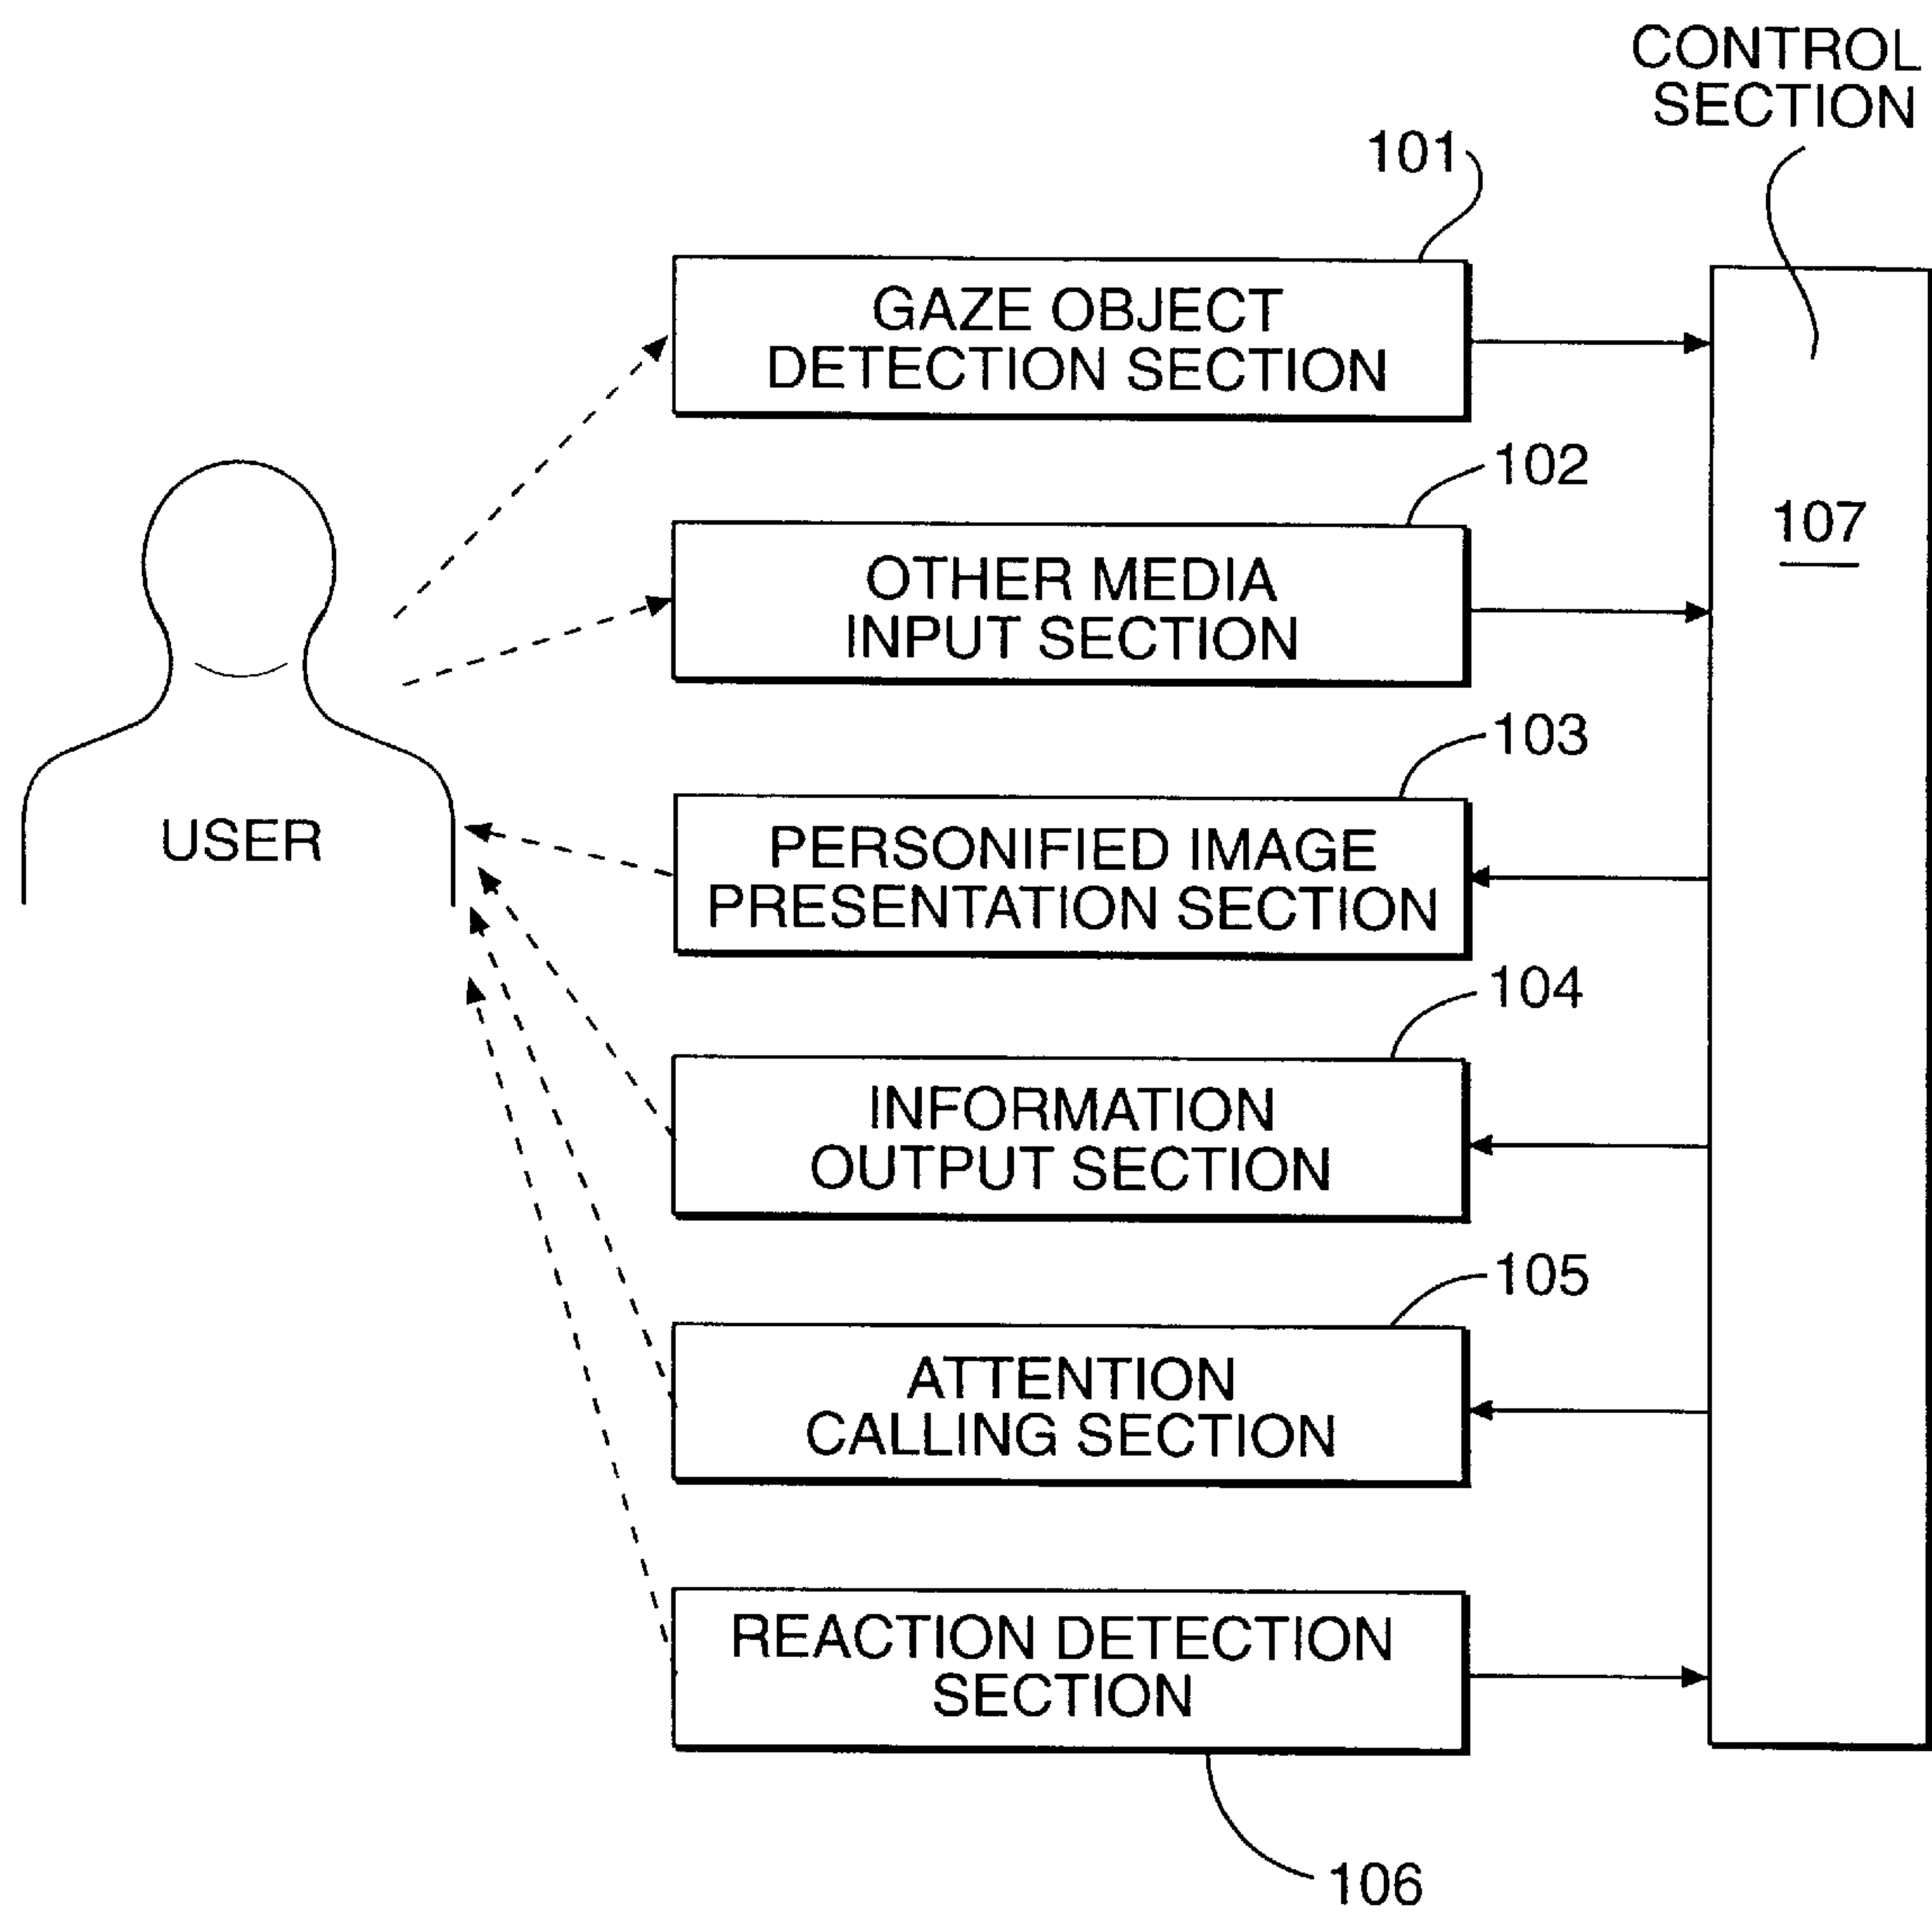 CONTROL
SECTION
101
GAZE OBJECT
DETECTION SECTION
102
OTHER MEDIA
INPUT SECTION
107
103
PERSONIFIED IMAGE
PRESENTATION SECTION
USER
104
INFORMATION
OUTPUT SECTION
105
ATTENTION
CALLING SECTION
REACTION DETECTION
SECTION
106